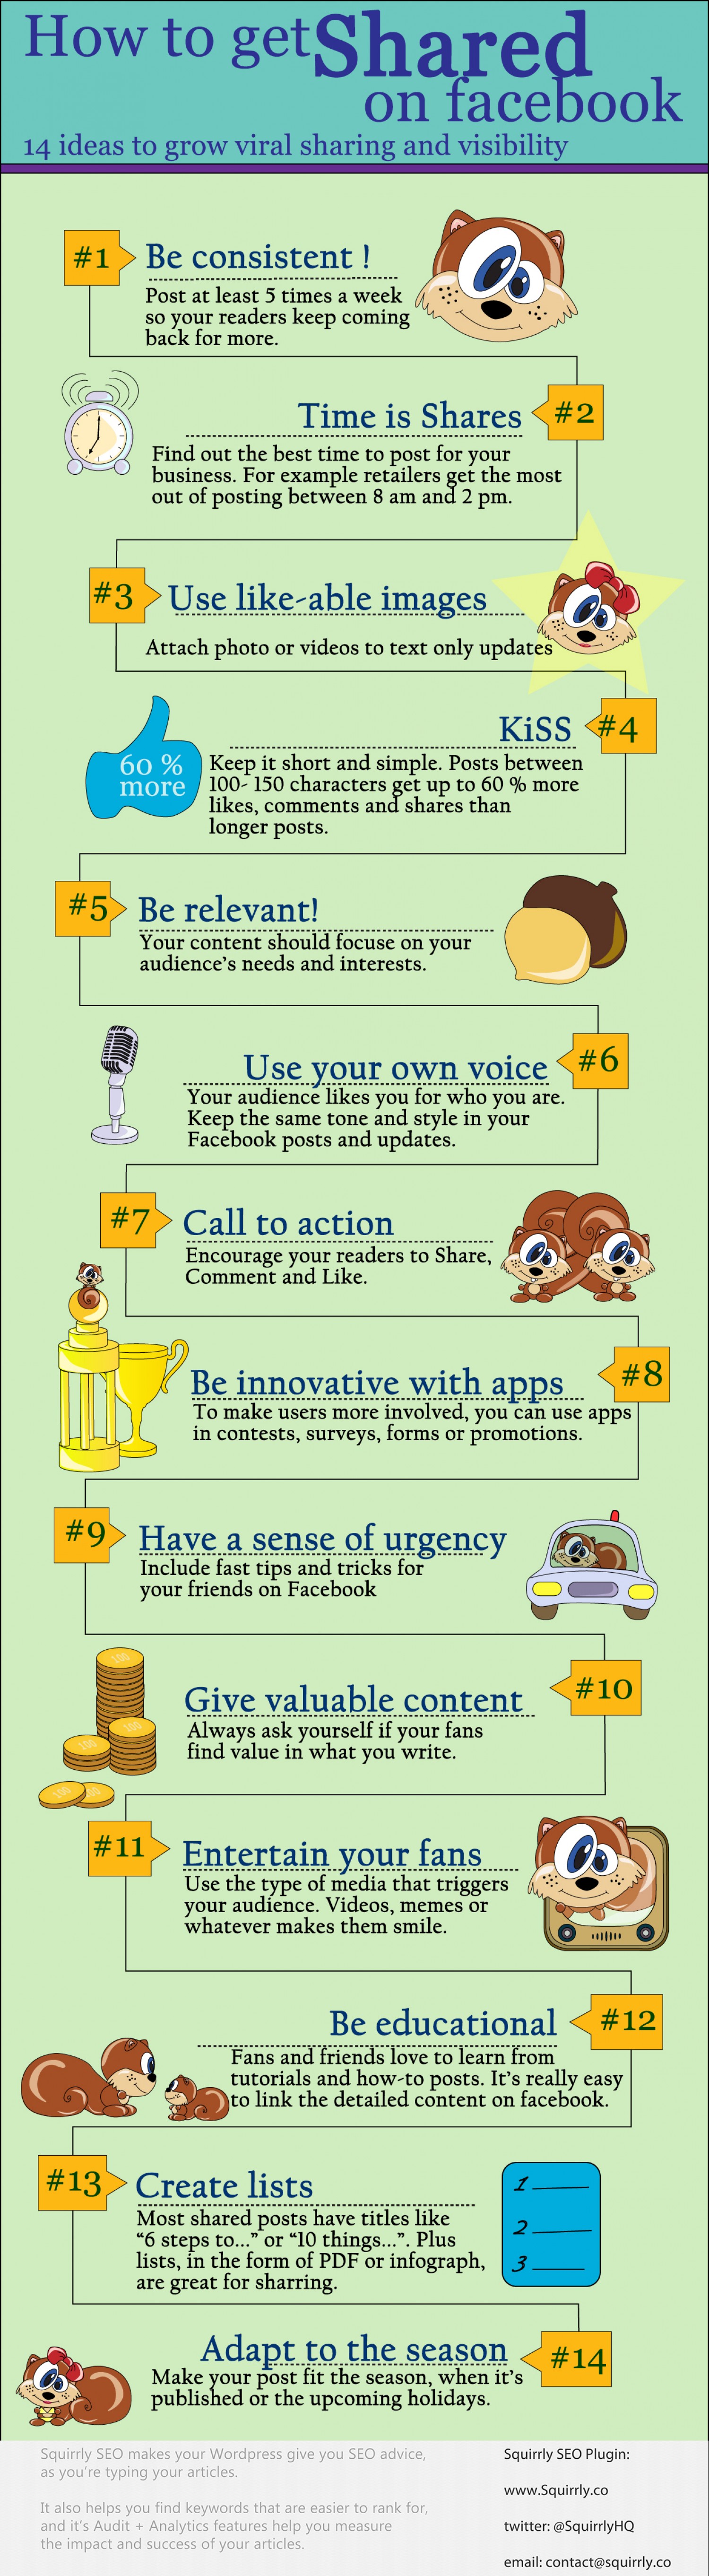 How to get Shared
on facebook
14 ideas to grow viral sharing and visibility
#1
Be consistent !
Post at least 5 times a week
so your readers keep coming
back for more.
#2
Time is Shares
Find out the best time to post for your
business. For example retailers get the most
out of posting between 8 am and 2 pm.
#3
Use like-able images
Attach photo or videos to text only updates
#4
KiSS
60 %
more
Keep it short and simple. Posts between
100- 150 characters get up to 60 % more
likes, comments and shares than
longer posts.
#5
Be relevant!
Your content should focuse on your
audience's needs and interests.
#6
Use your own voice
Your audience likes you for who you are.
Keep the same tone and style in your
Facebook posts and updates.
#7
Call to action
Encourage your readers to Share,
Comment and Like.
#8
Be innovative with apps
To make users more involved, you can use apps
in contests, surveys, forms or promotions.
#9
Have a sense of urgency
Include fast tips and tricks for
your friends on Facebook
#10
Give valuable content
Always ask yourself if your fans
find value in what you write.
100
100
100
100
#11
Entertain your fans
Use the type of media that triggers
your audience. Videos, memes or
whatever makes them smile.
#12
Be educational
Fans and friends love to learn from
tutorials and how-to posts. It's really easy
to link the detailed content on facebook.
#13
Create lists
Most shared posts have titles like
“6 steps to...” or “10 things...”. Plus
lists, in the form of PDF or infograph,
are great for sharring.
1
2
3
#14
Adapt to the season
Make your post fit the season, when it's
published or the upcoming holidays.
Squirrly SEO makes your Wordpress give you SEO advice,
as you're typing your articles.
It also helps you find keywords that are easier to rank for,
and it's Audit + Analytics features help you measure
the impact and success of your articles.
Squirrly SEO Plugin:
www.Squirrly.co
twitter: @SquirrlyHQ
email: contact@squirrly.co